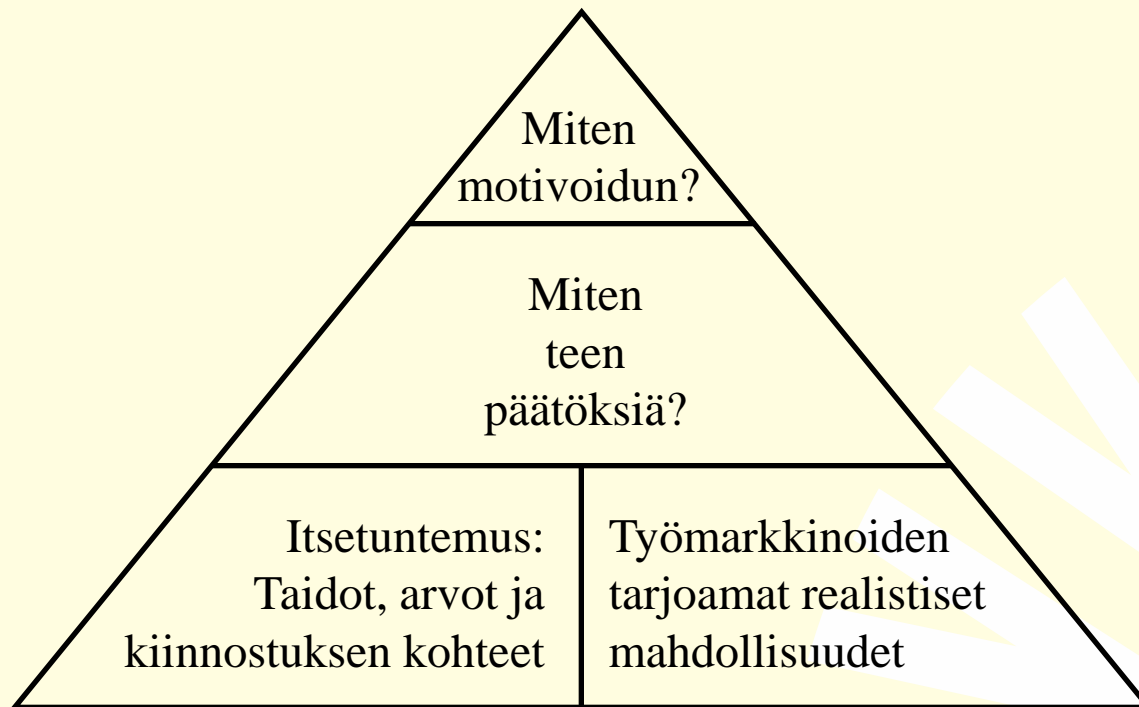 Miten
motivoidun?
Miten
teen
päätöksiä?
Itsetuntemus:
Taidot, arvot ja
kiinnostuksen kohteet
Työmarkkinoiden
tarjoamat realistiset
mahdollisuudet